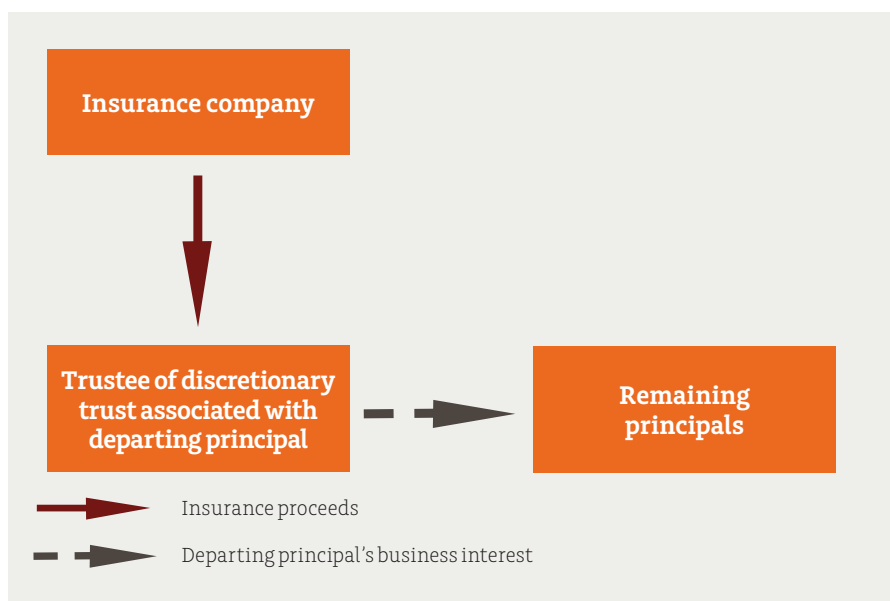 Insurance company
Trustee of discretionary
trust associated with
departing principal
Remaining
principals
Insurance proceeds
Departing principal’s business interest